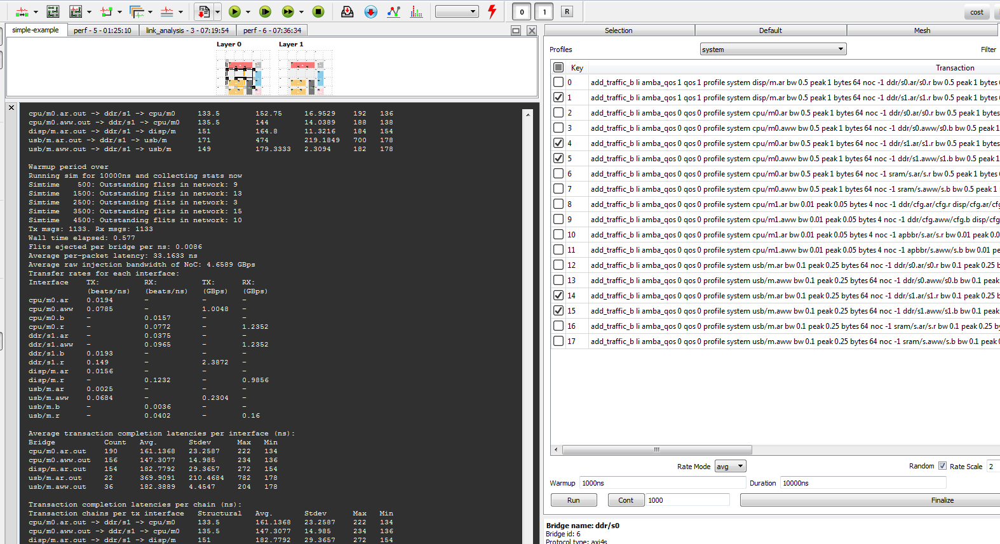 0 1 R cost
simple-example perf - 5 - 01:25:10 link_analysis - 3 - 07:19:54 perf - 6 - 07:36:34
Layer 0 Layer 1
cpu/m0.ar.out -> ddr/s1 -> cpu/m0 133.5 152.75 16.9529 192 136
cpu/m0.aww.out -> ddr/s1 -> cpu/m0 135.5 144 14.0389 188 138
disp/m.ar.out -> ddr/s1 -> disp/m 151 164.8 11.3216 184 154
usb/m.ar.out -> ddr/s1 -> usb/m 171 474 219.1849 700 178
usb/m.aww.out -> ddr/s1 -> usb/m 149 179.3333 2.3094 182 178
Warmup period over
Running sim for 10000ns and collecting stats now
Simtime 500: Outstanding flits in network: 9
Simtime 1500: Outstanding flits in network: 13
Simtime 2500: Outstanding flits in network: 3
Simtime 3500: Outstanding flits in network: 15
Simtime 4500: Outstanding flits in network: 10
Tx msgs: 1133. Rx msgs: 1133
Wall time elapsed: 0.577
Flits ejected per bridge per ns: 0.0086
Average per-packet latency: 33.1633 ns
Average raw injection bandwidth of NoC: 4.6589 GBps
Transfer rates for each interface:
Interface TX: RX: TX: RX:
(beats/ns) (beats/ns) (GBps) (GBps)
cpu/m0.ar 0.0194 - - -
cpu/m0.aww 0.0785 - 1.0048 -
cpu/m0.b - 0.0157 - -
cpu/m0.r - 0.0772 - 1.2352
ddr/s1.ar - 0.0375 - -
ddr/s1.aww - 0.0965 - 1.2352
ddr/s1.b 0.0193 - - -
ddr/s1.r 0.149 - 2.3872 -
disp/m.ar 0.0156 - - -
disp/m.r - 0.1232 - 0.9856
usb/m.ar 0.0025 - - -
usb/m.aww 0.0684 - 0.2304 -
usb/m.b - 0.0036 - -
usb/m.r - 0.0402 - 0.16
Average transaction completion latencies per interface (ns):
Bridge Count Avg. Stdev Max Min
cpu/m0.ar.out 190 161.1368 23.2587 222 134
cpu/m0.aww.out 156 147.3077 14.985 234 136
disp/m.ar.out 154 182.7792 29.3657 272 154
usb/m.ar.out 22 369.9091 210.4684 782 178
usb/m.aww.out 36 182.3889 4.4547 204 178
Transaction completion latencies per chain (ns):
Transaction chains per tx interface Structural Avg. Stdev Max Min
cpu/m0.ar.out -> ddr/s1 -> cpu/m0 133.5 161.1368 23.2587 222 134
cpu/m0.aww.out -> ddr/s1 -> cpu/m0 135.5 147.3077 14.985 234 136
disp/m.ar.out -> ddr/s1 -> disp/m 151 182.7792 29.3657 272 154
Selection Default Mesh
Profiles system Filter
Key Transaction
0 add_traffic_b li amba_qos 1 qos 1 profile system disp/m.ar bw 0.5 peak 1 bytes 64 noc -1 ddr/s0.ar/s0.r bw 0.5 peak 1 bytes
1 add_traffic_b li amba_qos 1 qos 1 profile system disp/m.ar bw 0.5 peak 1 bytes 64 noc -1 ddr/s1.ar/s1.r bw 0.5 peak 1 bytes
2 add_traffic_b li amba_qos 0 qos 0 profile system cpu/m0.ar bw 0.5 peak 1 bytes 64 noc -1 ddr/s0.ar/s0.r bw 0.5 peak 1 bytes
3 add_traffic_b li amba_qos 0 qos 0 profile system cpu/m0.aww bw 0.5 peak 1 bytes 64 noc -1 ddr/s0.aww/s0.b bw 0.5 peak 1
4 add_traffic_b li amba_qos 0 qos 0 profile system cpu/m0.ar bw 0.5 peak 1 bytes 64 noc -1 ddr/s1.ar/s1.r bw 0.5 peak 1 bytes
5 add_traffic_b li amba_qos 0 qos 0 profile system cpu/m0.aww bw 0.5 peak 1 bytes 64 noc -1 ddr/s1.aww/s1.b bw 0.5 peak 1
6 add_traffic_b li amba_qos 0 qos 0 profile system cpu/m0.ar bw 0.5 peak 1 bytes 64 noc -1 sram/s.ar/s.r bw 0.5 peak 1 bytes
7 add_traffic_b li amba_qos 0 qos 0 profile system cpu/m0.aww bw 0.5 peak 1 bytes 64 noc -1 sram/s.aww/s.b bw 0.5 peak 1
8 add_traffic_b li amba_qos 0 qos 0 profile system cpu/m1.ar bw 0.01 peak 0.05 bytes 4 noc -1 ddr/cfg.ar/cfg.r disp/cfg.ar/cfg
9 add_traffic_b li amba_qos 0 qos 0 profile system cpu/m1.aww bw 0.01 peak 0.05 bytes 4 noc -1 ddr/cfg.aww/cfg.b disp/cfg
10 add_traffic_b li amba_qos 0 qos 0 profile system cpu/m1.ar bw 0.01 peak 0.05 bytes 4 noc -1 apbbr/s.ar/s.r bw 0.01 peak 0.0
11 add_traffic_b li amba_qos 0 qos 0 profile system cpu/m1.aww bw 0.01 peak 0.05 bytes 4 noc -1 apbbr/s.aww/s.b bw 0.01 pe
12 add_traffic_b li amba_qos 0 qos 0 profile system usb/m.ar bw 0.1 peak 0.25 bytes 64 noc -1 ddr/s0.ar/s0.r bw 0.1 peak 0.25 b
13 add_traffic_b li amba_qos 0 qos 0 profile system usb/m.aww bw 0.1 peak 0.25 bytes 64 noc -1 ddr/s0.aww/s0.b bw 0.1 peak
14 add_traffic_b li amba_qos 0 qos 0 profile system usb/m.ar bw 0.1 peak 0.25 bytes 64 noc -1 ddr/s1.ar/s1.r bw 0.1 peak 0.25 b
15 add_traffic_b li amba_qos 0 qos 0 profile system usb/m.aww bw 0.1 peak 0.25 bytes 64 noc -1 ddr/s1.aww/s1.b bw 0.1 peak
16 add_traffic_b li amba_qos 0 qos 0 profile system usb/m.ar bw 0.1 peak 0.25 bytes 64 noc -1 sram/s.ar/s.r bw 0.1 peak 0.25 b
17 add_traffic_b li amba_qos 0 qos 0 profile system usb/m.aww bw 0.1 peak 0.25 bytes 64 noc -1 sram/s.aww/s.b bw 0.1 peak
Rate Mode avg Random Rate Scale 2
Warmup 1000ns Duration 10000ns
Run Cont 1000 Finalize
Bridge name: ddr/s0
Bridge id: 6
Protocol type: axi4s